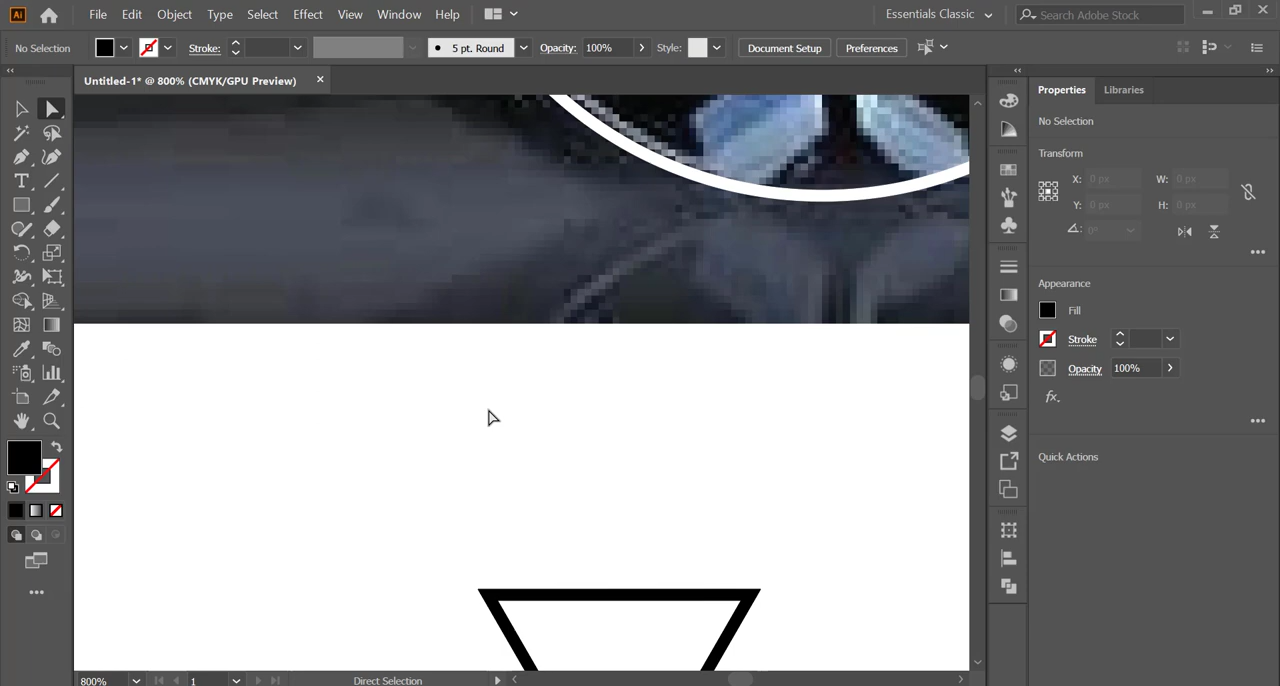 Ai File Edit Object Type Select Effect View Window Help Essentials Classic Search Adobe Stock
No Selection Stroke: 5 pt. Round Opacity: 100% Style: Document Setup Preferences
Untitled-1* @ 800% (CMYK/GPU Preview)
Properties Libraries
No Selection
Transform
X: 0 px W: 0 px
Y: 0 px H: 0 px
0°
Appearance
Fill
Stroke
Opacity 100%
fx.
Quick Actions
800% 1 Direct Selection